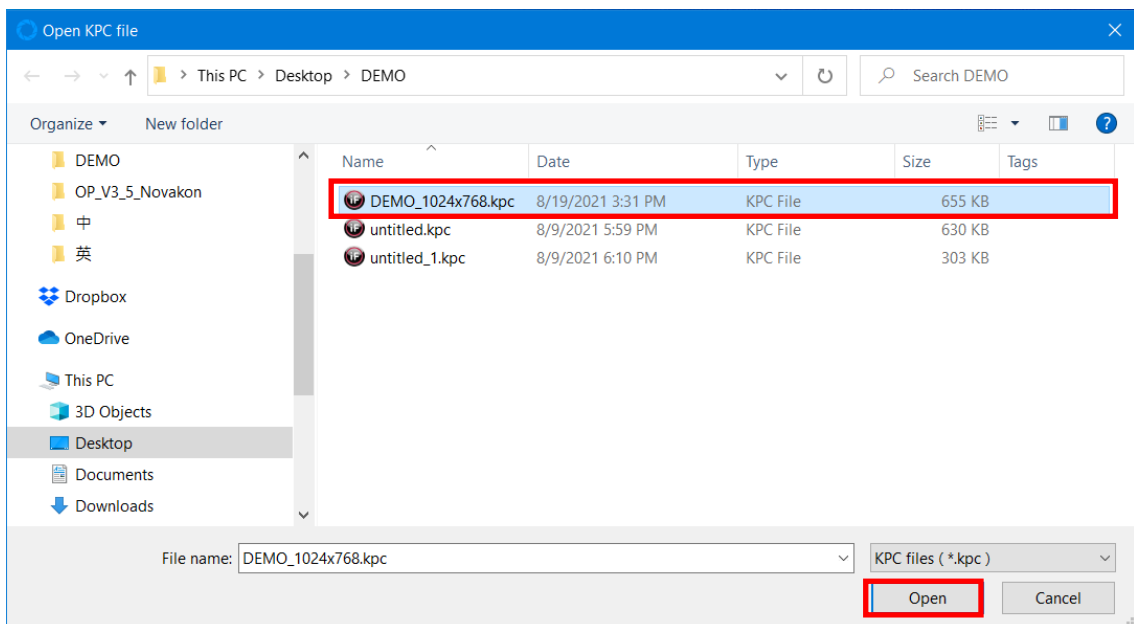 Open KPC file
This PC > Desktop > DEMO
Search DEMO
Organize
New folder
?
DEMO
OP_V3_5_Novakon
中
英
Dropbox
OneDrive
This PC
3D Objects
Desktop
Documents
Downloads
Name Date Type Size Tags
DEMO_1024x768.kpc 8/19/2021 3:31 PM KPC File 655 KB
untitled.kpc 8/9/2021 5:59 PM KPC File 630 KB
untitled_1.kpc 8/9/2021 6:10 PM KPC File 303 KB
File name: DEMO_1024x768.kpc
KPC files ( *.kpc )
Open Cancel